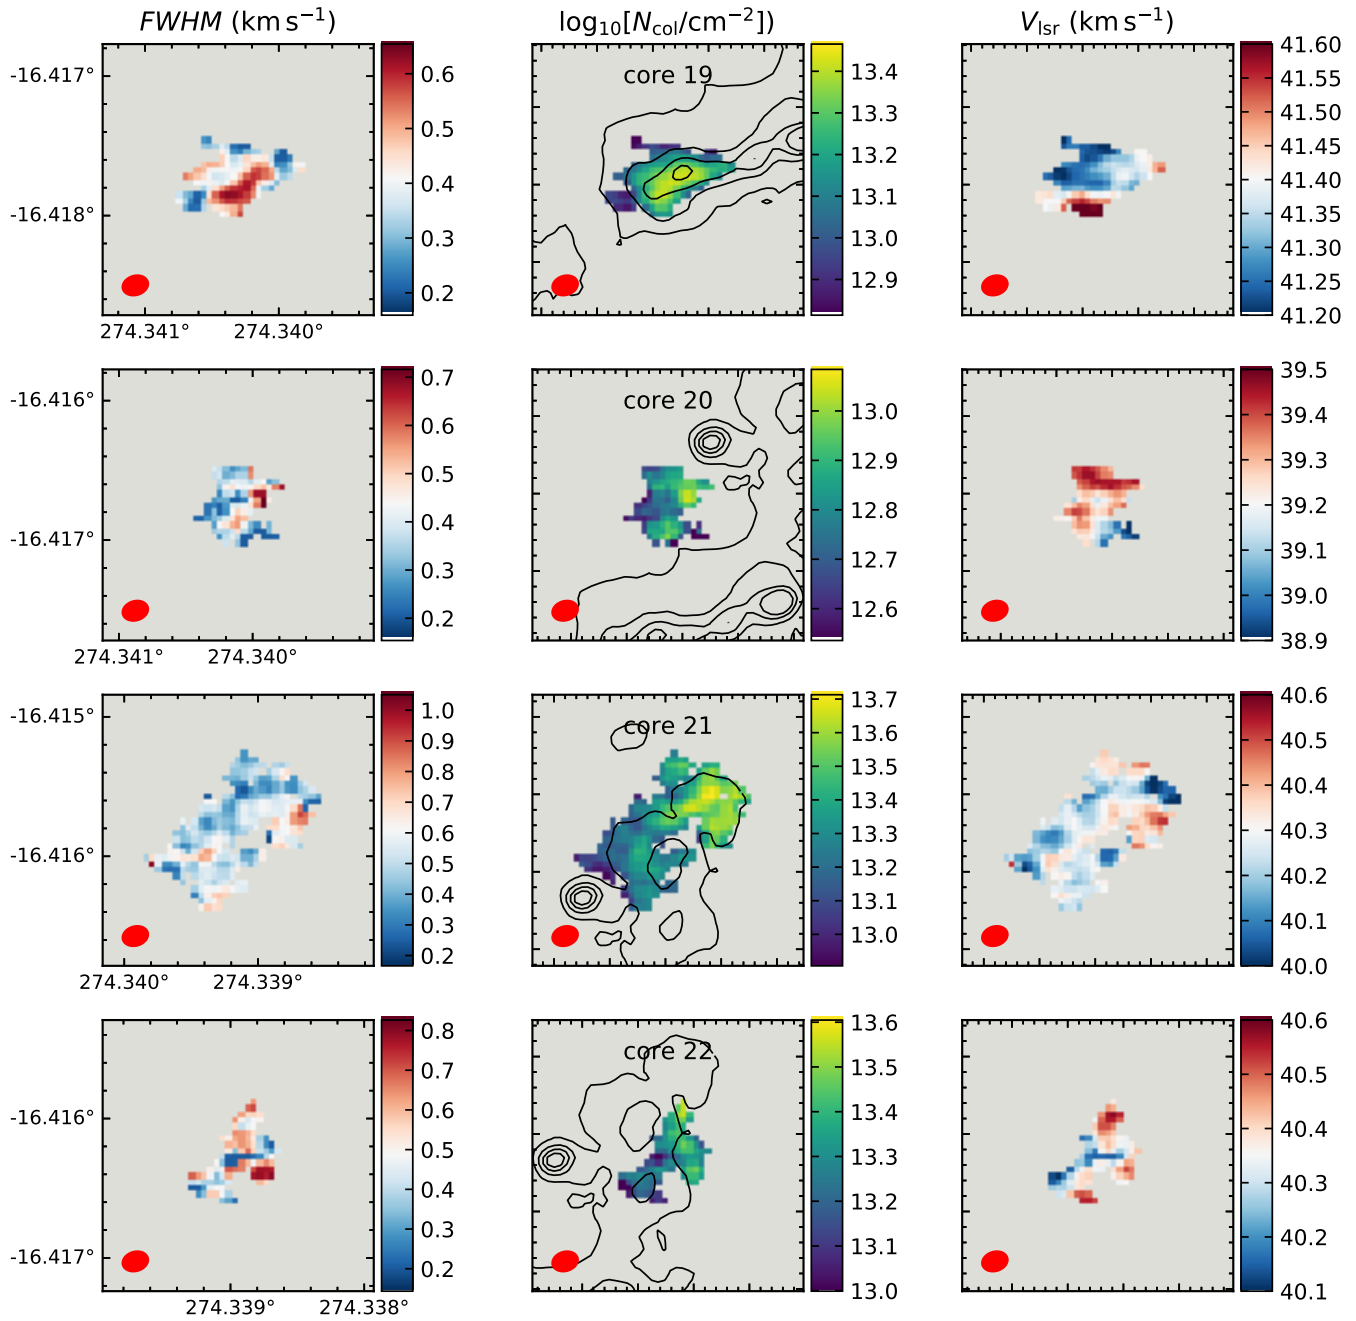 FWHM (km s⁻¹) log₁₀[N_col/cm⁻²]) V_lsr (km s⁻¹)
-16.417° 0.6 core 19 13.4 41.60
0.5 13.3 41.55
0.4 13.2 41.50
-16.418° 0.3 13.1 41.45
0.2 13.0 41.40
12.9 41.35
41.30
41.25
41.20
274.341° 274.340°
-16.416° 0.7 core 20 13.0 39.5
0.6 12.9 39.4
0.5 12.8 39.3
-16.417° 0.4 12.7 39.2
0.3 12.6 39.1
0.2 39.0
38.9
274.341° 274.340°
-16.415° 1.0 core 21 13.7 40.6
0.9 13.6 40.5
0.8 13.5 40.4
0.7 13.4 40.3
-16.416° 0.6 13.3 40.2
0.5 13.2 40.1
0.4 13.1 40.0
0.3 13.0
0.2
274.340° 274.339°
-16.416° 0.8 core 22 13.6 40.6
0.7 13.5 40.5
0.6 13.4 40.4
0.5 13.3 40.3
-16.417° 0.4 13.2 40.2
0.3 13.1 40.1
0.2 13.0
274.339° 274.338°